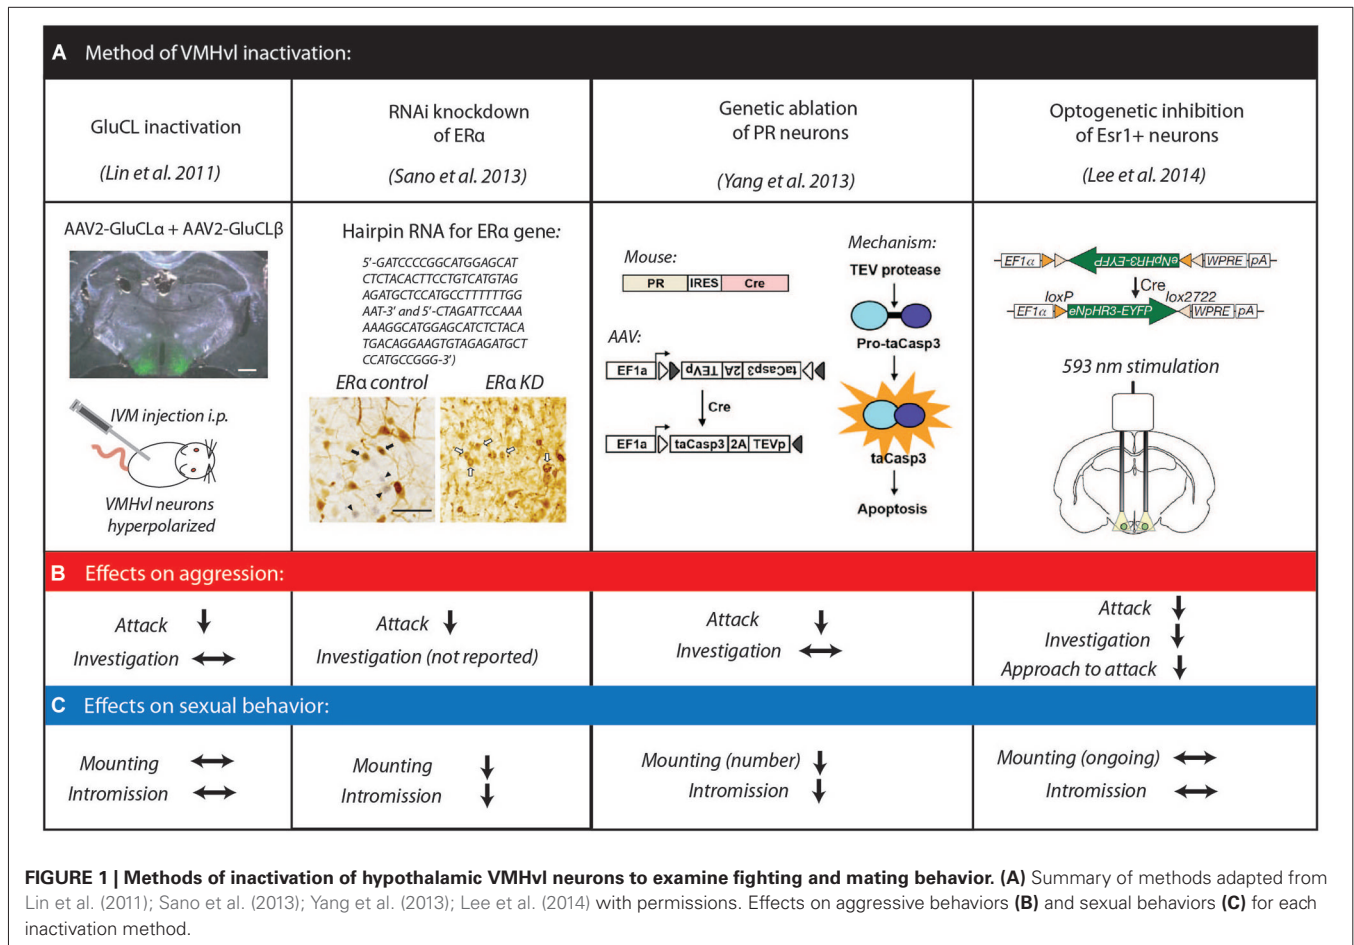 A Method of VMHvl inactivation:
GluCL inactivation
(Lin et al. 2011)
RNAi knockdown
of ERα
(Sano et al. 2013)
Genetic ablation
of PR neurons
(Yang et al. 2013)
Optogenetic inhibition
of Esr1+ neurons
(Lee et al. 2014)
AAV2-GluCLα + AAV2-GluCLβ
IVM injection i.p.
VMHvl neurons
hyperpolarized
Hairpin RNA for ERα gene:
5'-GATCCCCGGCATGGAGCAT
CTCTACACTTCCTGTCATGTAG
AGATGCTCCATGCCTTTTTTGG
AAT-3' and 5'-CTAGATTCCAAA
AAAGGCATGGAGCATCTCTACA
TGACAGGAAGTGTAGAGATGCT
CCATGCCGGG-3')
ERα control
ERα KD
Mouse:
PR IRES Cre
AAV:
EF1a taCasp3 2A TEVp
Cre
EF1a taCasp3 2A TEVp
Mechanism:
TEV protease
Pro-taCasp3
taCasp3
Apoptosis
EF1α eNpHR3-EYFP WPRE pA
Cre
loxP lox2722
EF1α eNpHR3-EYFP WPRE pA
593 nm stimulation
B Effects on aggression:
Attack
Investigation
Attack
Investigation (not reported)
Attack
Investigation
Attack
Investigation
Approach to attack
C Effects on sexual behavior:
Mounting
Intromission
Mounting
Intromission
Mounting (number)
Intromission
Mounting (ongoing)
Intromission
FIGURE 1 | Methods of inactivation of hypothalamic VMHvl neurons to examine fighting and mating behavior. (A) Summary of methods adapted from
Lin et al. (2011); Sano et al. (2013); Yang et al. (2013); Lee et al. (2014) with permissions. Effects on aggressive behaviors (B) and sexual behaviors (C) for each
inactivation method.